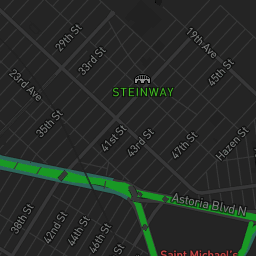 29th St
19th Ave
33rd St
45th St
STEINWAY
23rd Ave
35th St
41st St
43rd St
47th St
Hazen St
Astoria Blvd N
38th St
42nd St
44th St
46th St
Saint Michael's